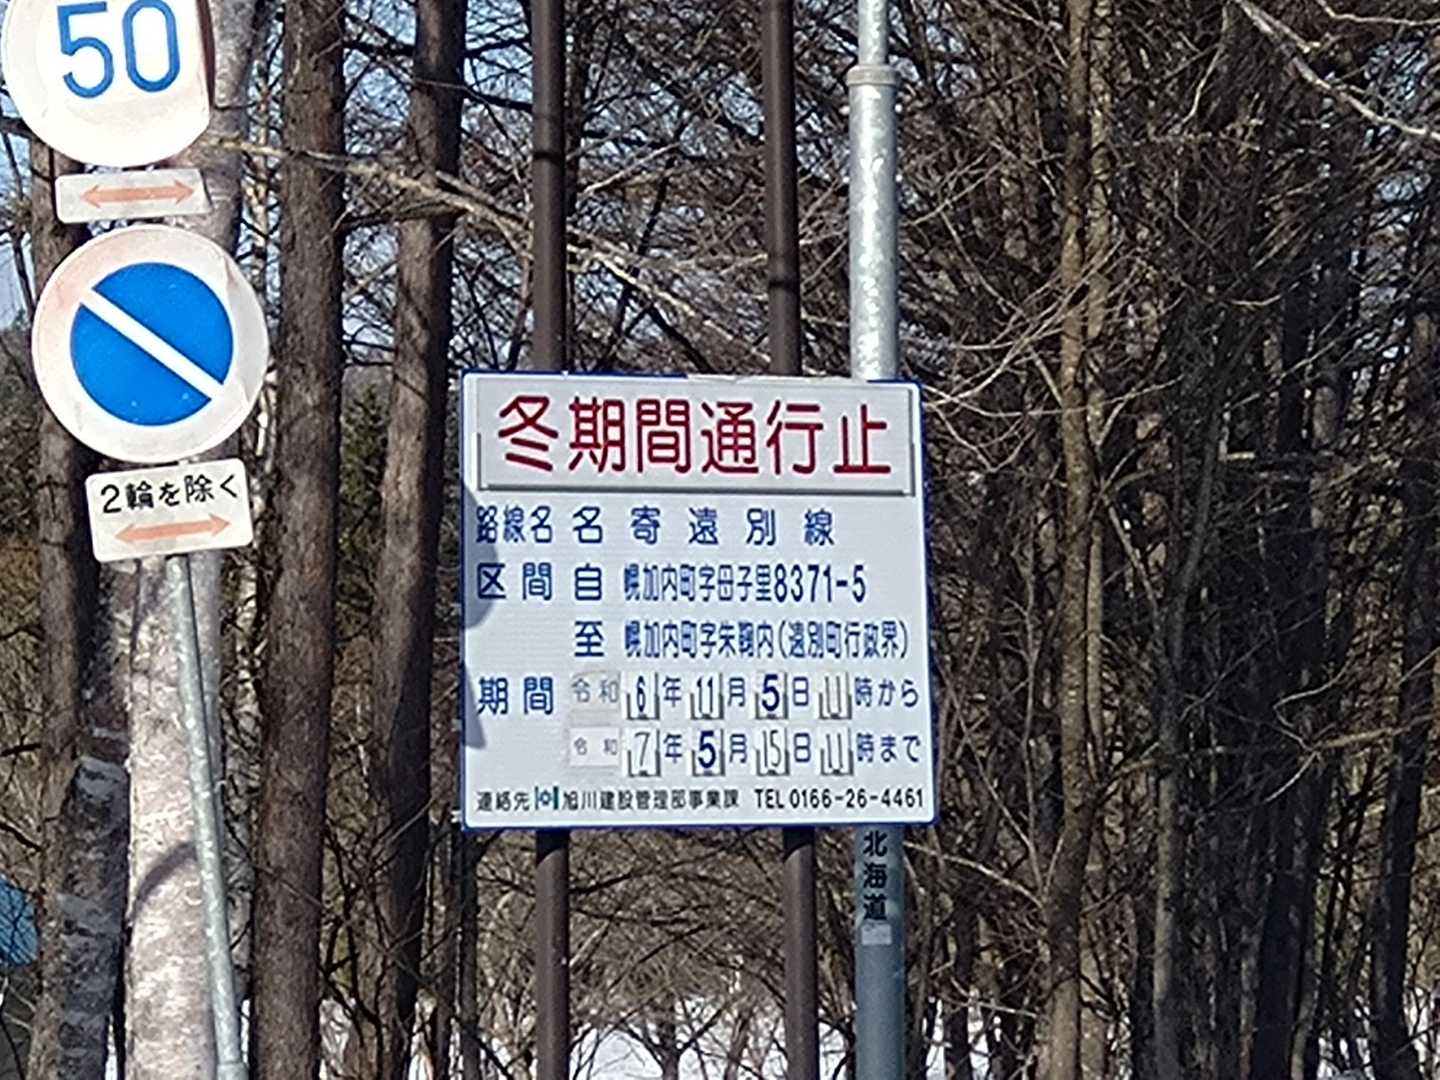 50
2輪を除く
冬期間通行止
路線名 名寄遠別線
区間 自 幌加内町字母子里8371-5
至 幌加内町字朱鞠内(遠別町行政界)
期間 令和6年11月5日11時から
令和7年5月15日11時まで
連絡先 旭川建設管理部事業課 TEL 0166-26-4461
北海道